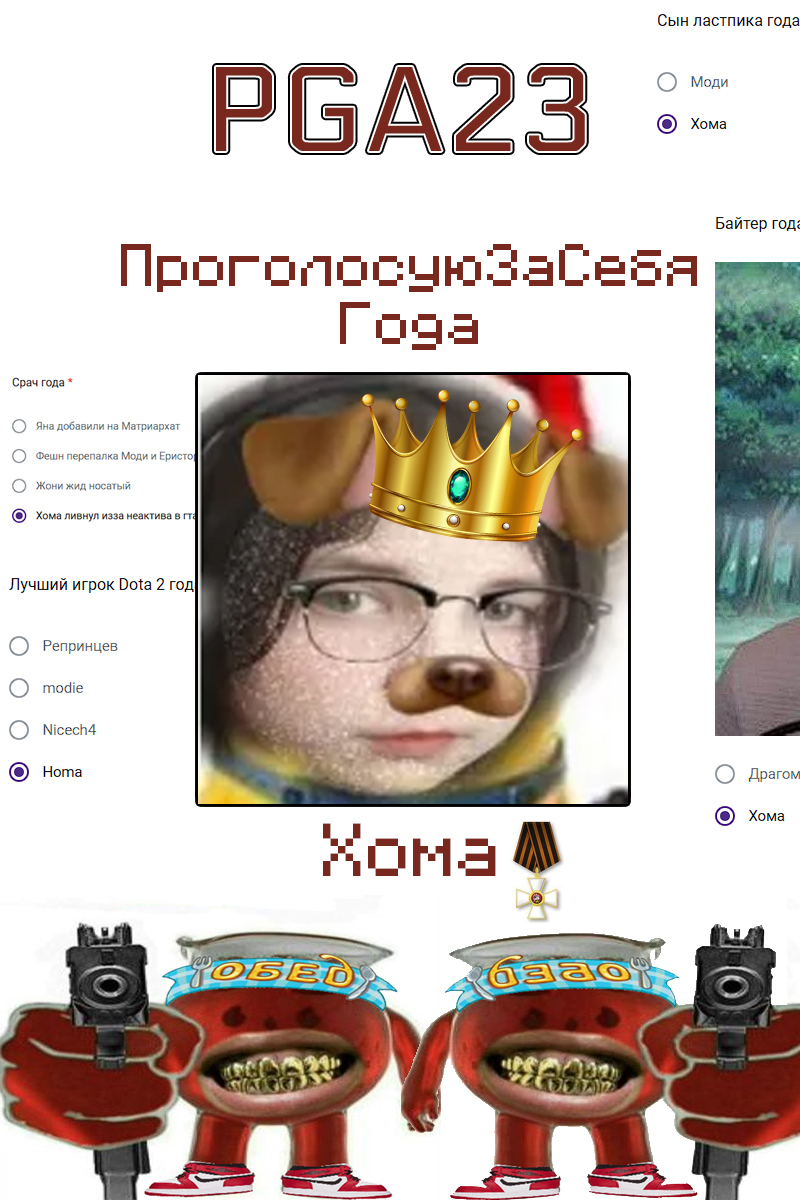 Сын ластпика года
Моди
Хома
PGA23
Байтер года
ПроголосуюЗаСебя
Года
Срач года *
Яна добавили на Матриархат
Фешн перепалка Моди и Еристор
Жони жид носатый
Хома ливнул изза неактива в гта
Лучший игрок Dota 2 год
Репринцев
modie
Nicech4
Homa
Драгом
Хома
Хома
ОБЕД
ОБЕД